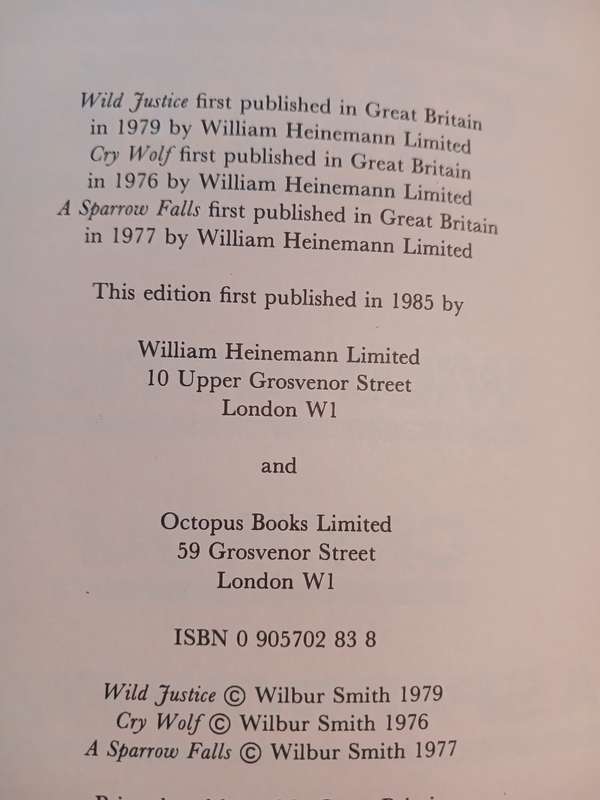 Wild Justice first published in Great Britain
in 1979 by William Heinemann Limited
Cry Wolf first published in Great Britain
in 1976 by William Heinemann Limited
A Sparrow Falls first published in Great Britain
in 1977 by William Heinemann Limited
This edition first published in 1985 by
William Heinemann Limited
10 Upper Grosvenor Street
London W1
and
Octopus Books Limited
59 Grosvenor Street
London W1
ISBN 0 905702 83 8
Wild Justice © Wilbur Smith 1979
Cry Wolf © Wilbur Smith 1976
A Sparrow Falls © Wilbur Smith 1977